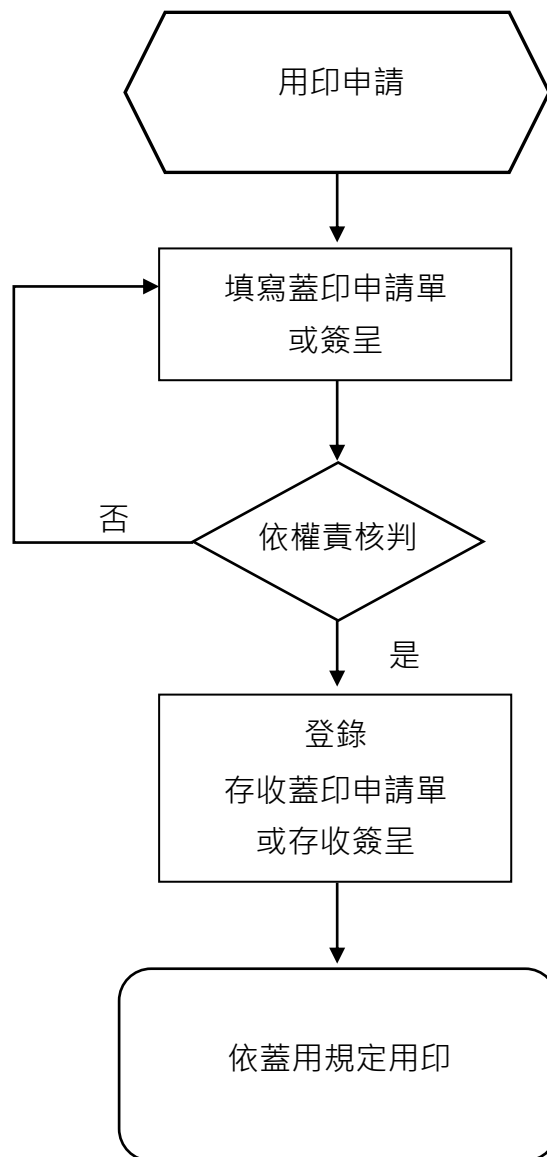 用印申請
填寫蓋印申請單
或簽呈
否
依權責核判
是
登錄
存收蓋印申請單
或存收簽呈
依蓋用規定用印